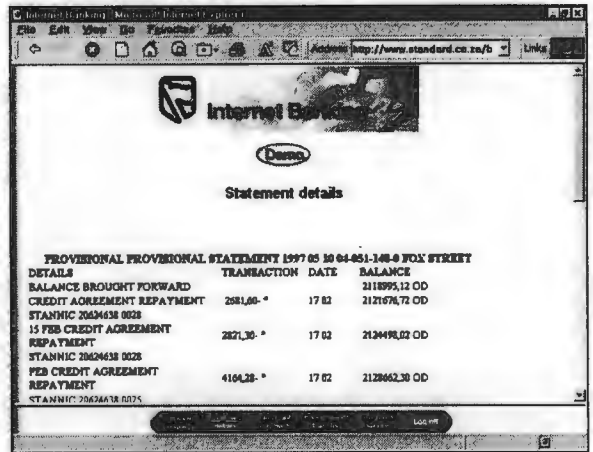 Internet Banking - Microsoft Internet Explorer
File Edit View Go Favorites Help
Address http://www.standard.co.za/b Links
Internet Banking
Demo
Statement details
PROVISIONAL PROVISIONAL STATEMENT 1997 05 10 04-051-148-0 FOX STREET
DETAILS TRANSACTION DATE BALANCE
BALANCE BROUGHT FORWARD 2118995,12 OD
CREDIT AGREEMENT REPAYMENT 2681,60- * 17 02 2121676,72 OD
STANNIC 20624638 0028
15 FEB CREDIT AGREEMENT
REPAYMENT 2821,30- * 17 02 2124498,02 OD
STANNIC 20624638 0028
FEB CREDIT AGREEMENT
REPAYMENT 4164,28- * 17 02 2128662,30 OD
STANNIC 20624638 0025
Log off